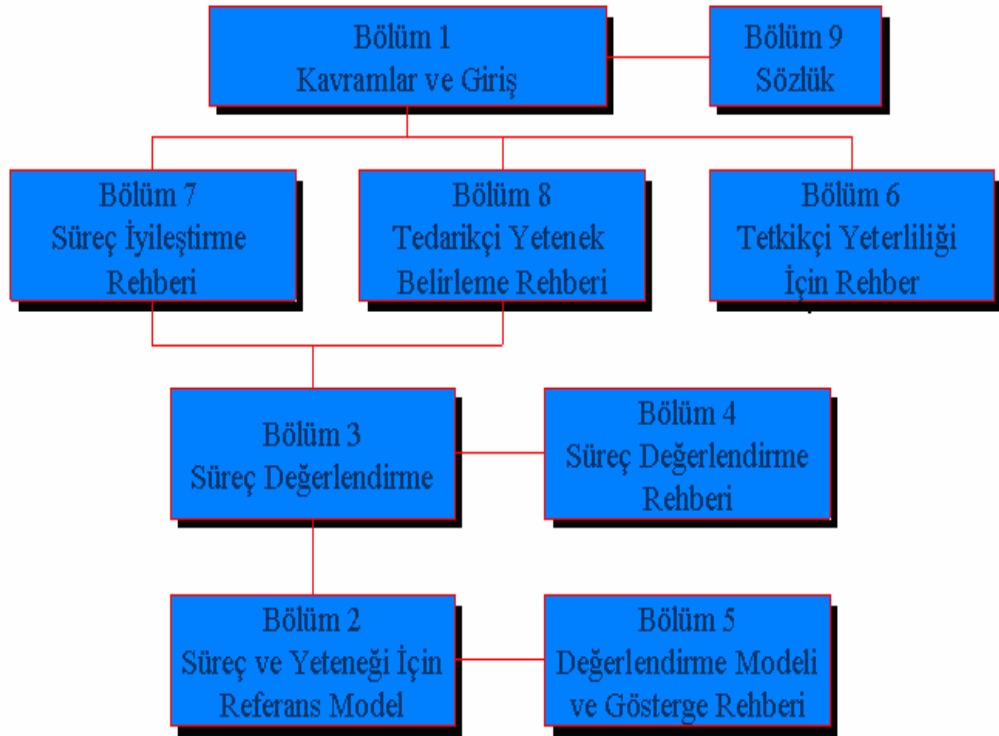 Bölüm 1
Kavramlar ve Giriş
Bölüm 9
Sözlük
Bölüm 7
Süreç İyileştirme
Rehberi
Bölüm 8
Tedarikçi Yetenek
Belirleme Rehberi
Bölüm 6
Tetkikçi Yeterliliği
İçin Rehber
Bölüm 3
Süreç Değerlendirme
Bölüm 4
Süreç Değerlendirme
Rehberi
Bölüm 2
Süreç ve Yeteneği İçin
Referans Model
Bölüm 5
Değerlendirme Modeli
ve Gösterge Rehberi